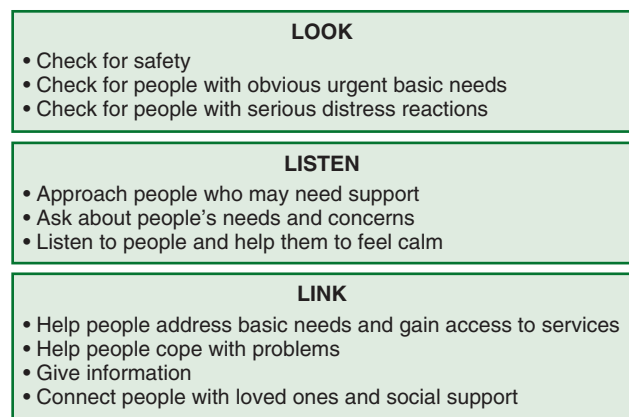 LOOK
• Check for safety
• Check for people with obvious urgent basic needs
• Check for people with serious distress reactions
LISTEN
• Approach people who may need support
• Ask about people's needs and concerns
• Listen to people and help them to feel calm
LINK
• Help people address basic needs and gain access to services
• Help people cope with problems
• Give information
• Connect people with loved ones and social support